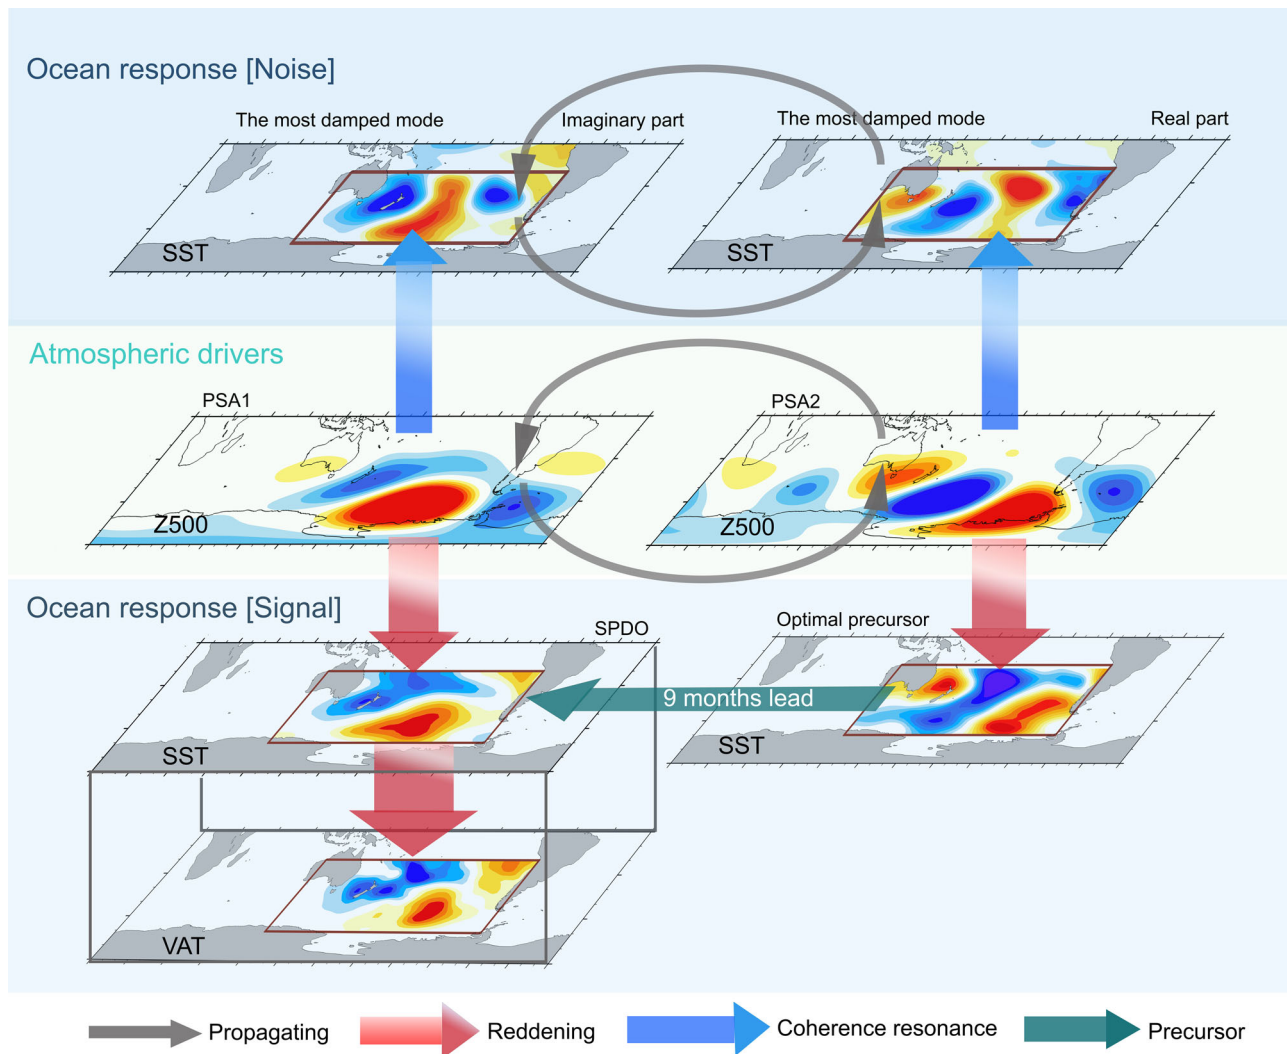 Ocean response [Noise]
The most damped mode
Imaginary part
The most damped mode
Real part
SST
SST
Atmospheric drivers
PSA1
PSA2
Z500
Z500
Ocean response [Signal]
SPDO
Optimal precursor
9 months lead
SST
SST
VAT
Propagating
Reddening
Coherence resonance
Precursor